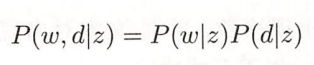 P(w, d|z) = P(w|z)P(d|z)